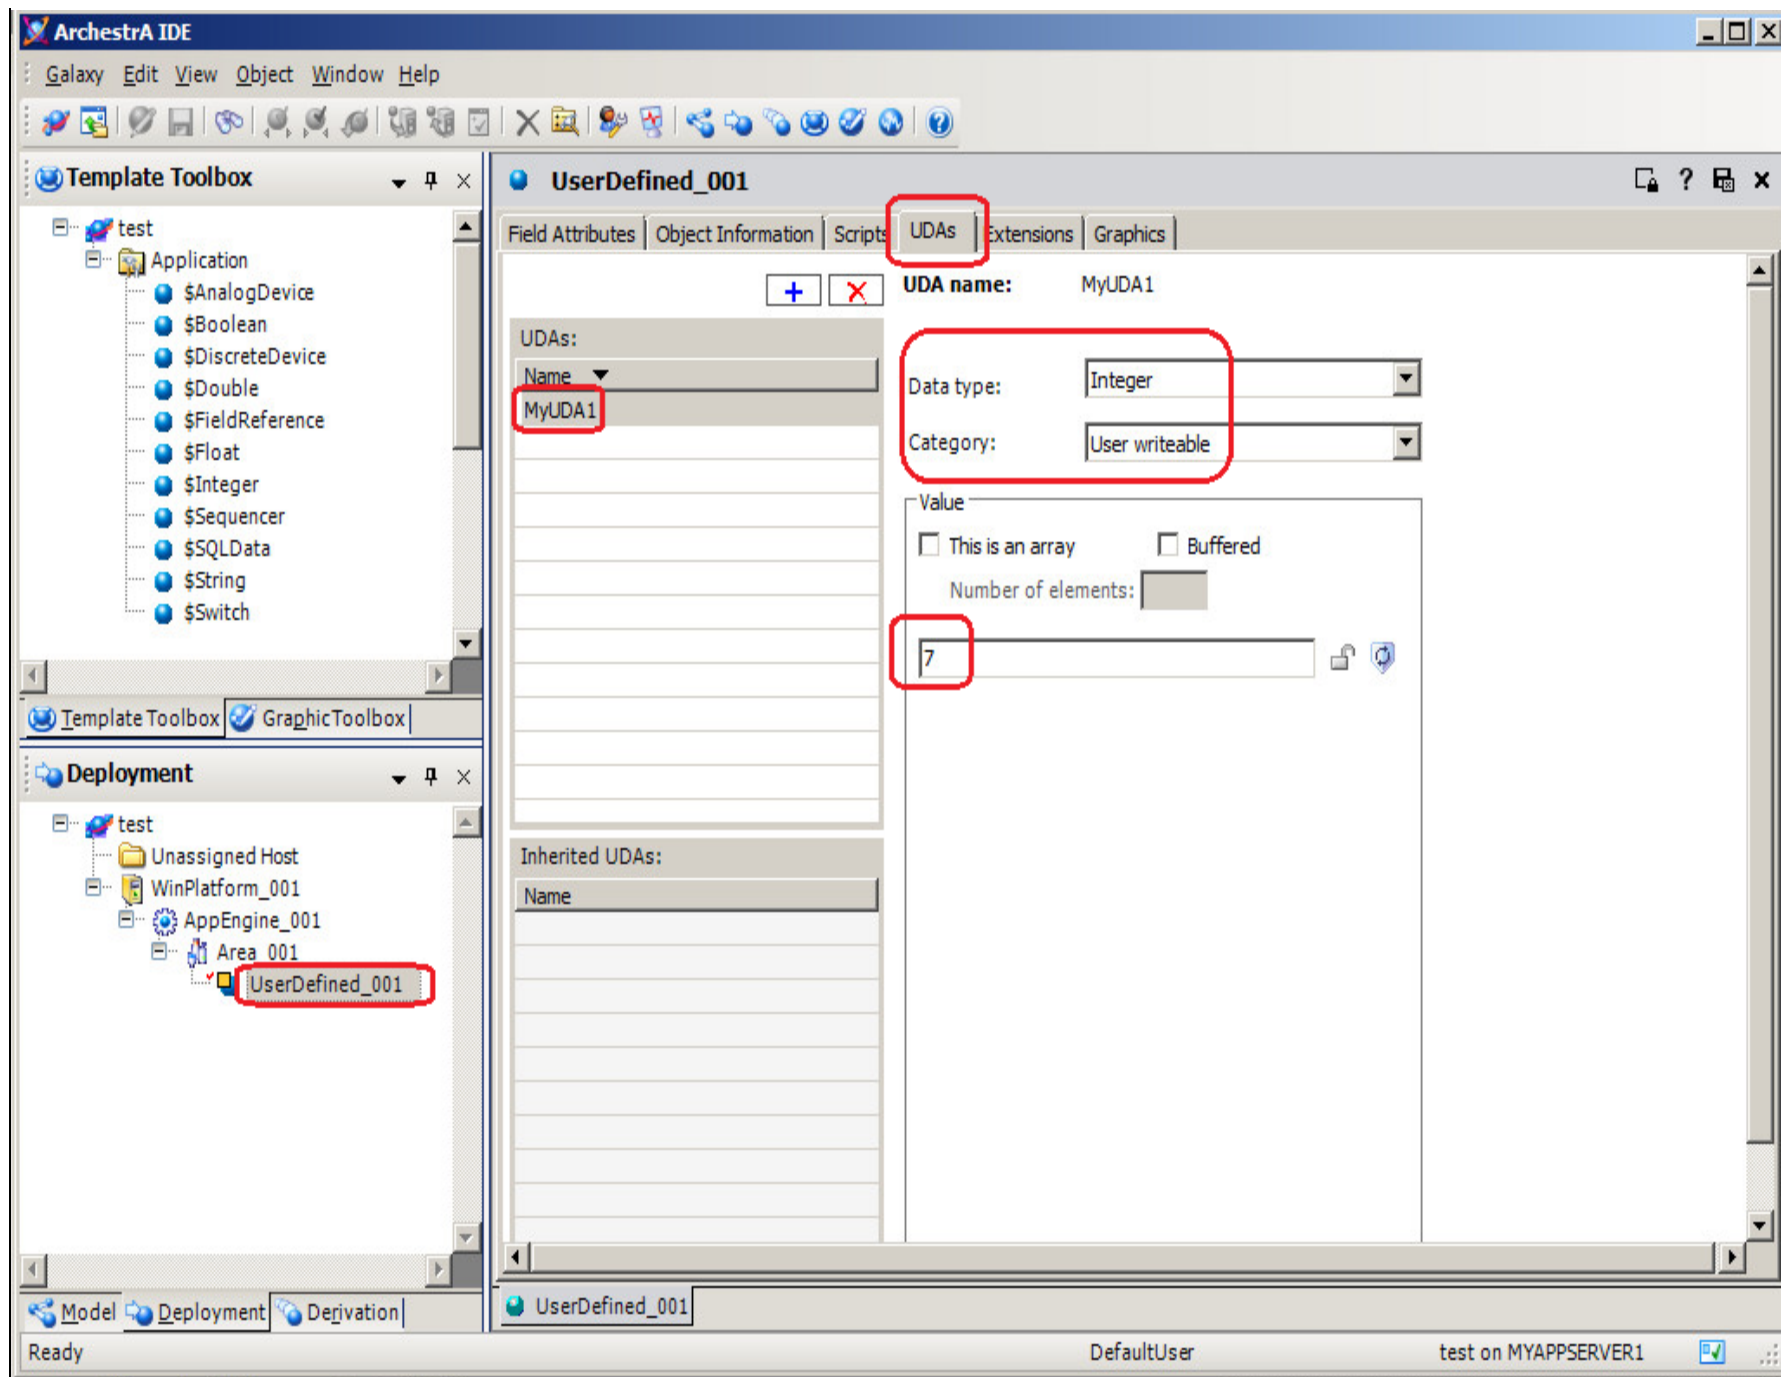 ArchestrA IDE
Galaxy Edit View Object Window Help
Template Toolbox
test
Application
$AnalogDevice
$Boolean
$DiscreteDevice
$Double
$FieldReference
$Float
$Integer
$Sequencer
$SQLData
$String
$Switch
Template Toolbox GraphicToolbox
Deployment
test
Unassigned Host
WinPlatform_001
AppEngine_001
Area_001
UserDefined_001
Model Deployment Derivation
UserDefined_001
Field Attributes Object Information Scripts UDAs Extensions Graphics
UDAs:
Name
MyUDA1
Inherited UDAs:
Name
UDA name: MyUDA1
Data type: Integer
Category: User writeable
Value
This is an array Buffered
Number of elements:
7
UserDefined_001
Ready DefaultUser test on MYAPPSERVER1